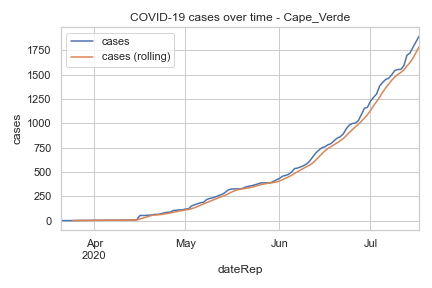 COVID-19 cases over time - Cape_Verde
cases
cases (rolling)
1750
1500
1250
1000
750
500
250
0
cases
Apr
2020
May
Jun
Jul
dateRep